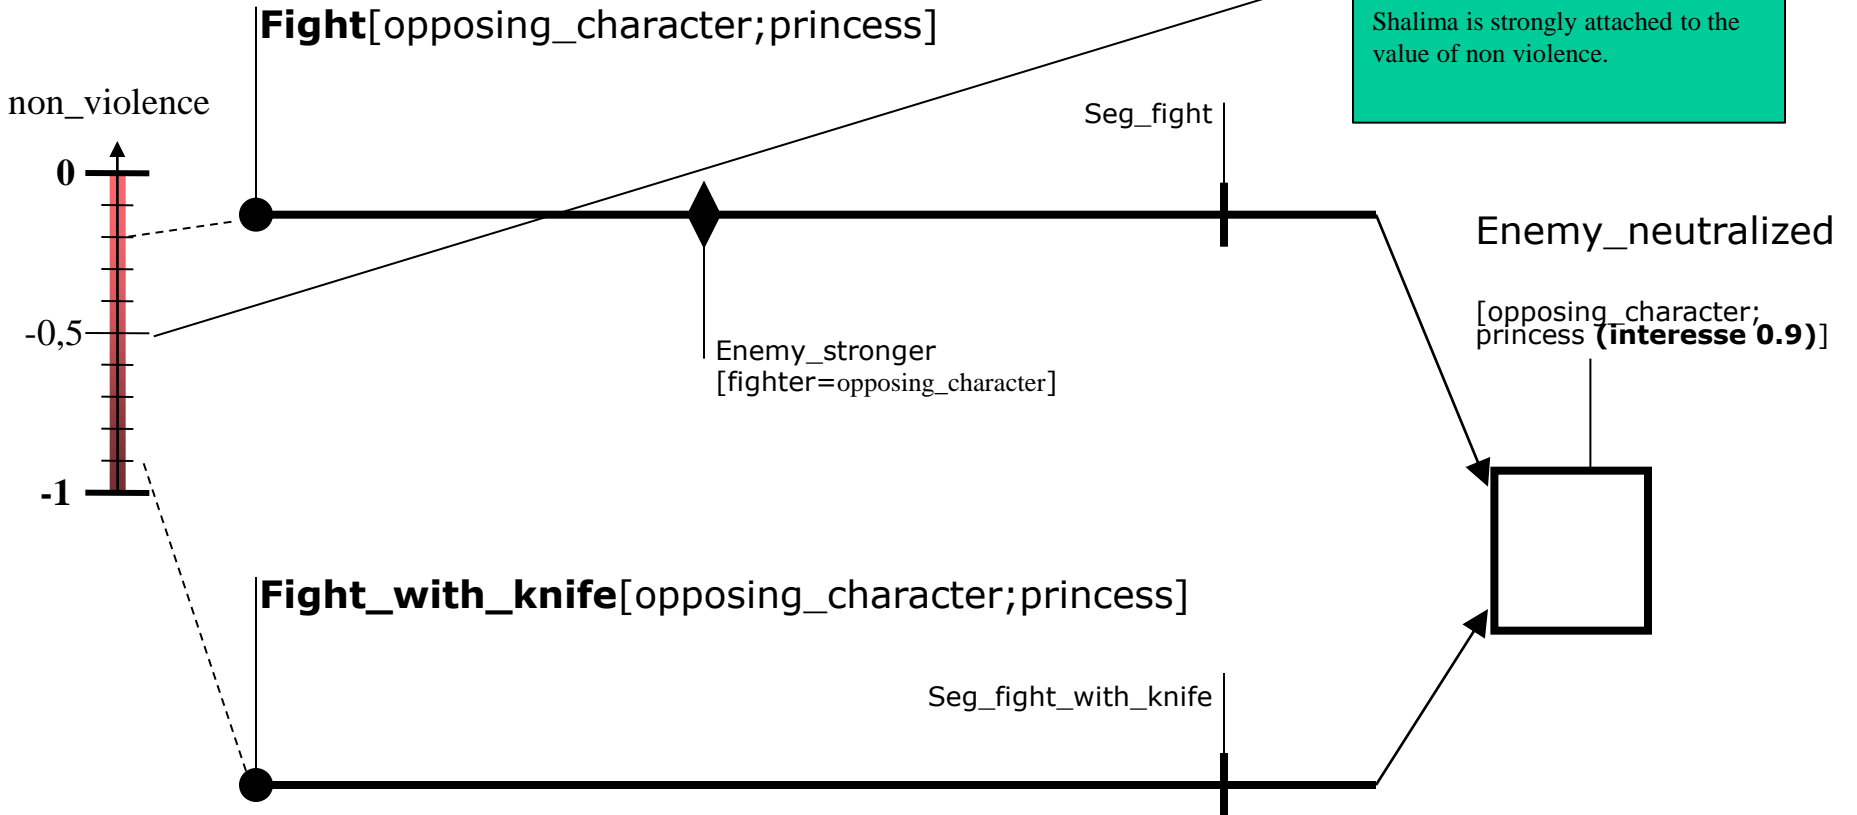 Fight[opposing_character;princess]
Shalima is strongly attached to the
value of non violence.
non_violence
Seg_fight
0
Enemy_neutralized
[opposing_character;
princess (interesse 0.9)]
-0,5
Enemy_stronger
[fighter=opposing_character]
-1
Fight_with_knife[opposing_character;princess]
Seg_fight_with_knife